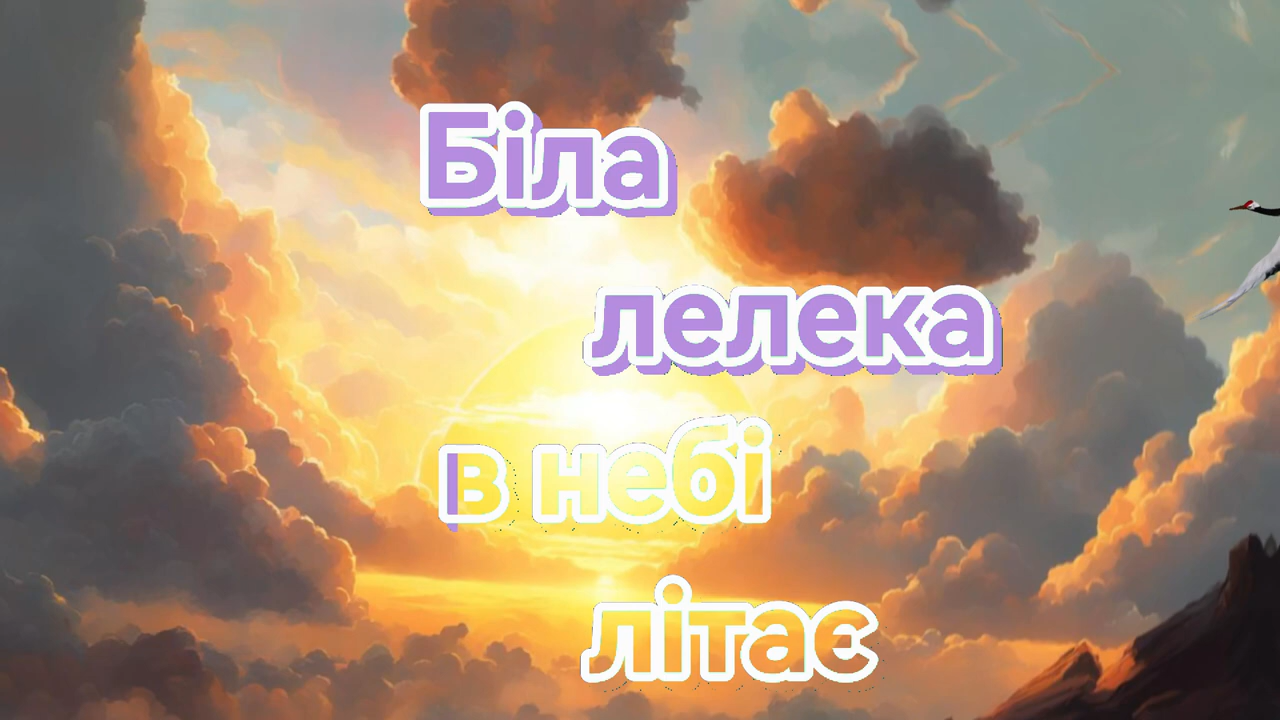 Біла
лелека
в небі
літає